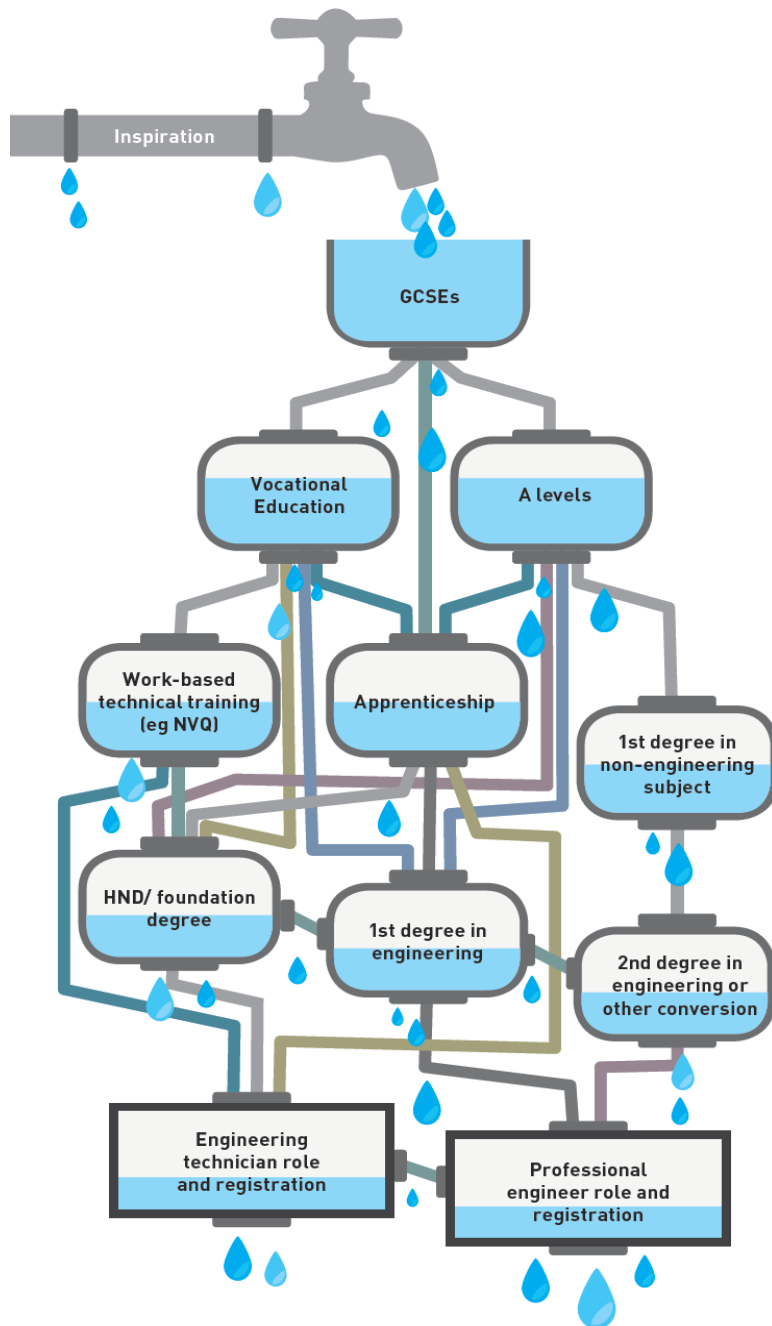 Inspiration
GCSEs
Vocational
Education
A levels
Work-based
technical training
(eg NVQ)
Apprenticeship
1st degree in
non-engineering
subject
HND/ foundation
degree
1st degree in
engineering
2nd degree in
engineering or
other conversion
Engineering
technician role
and registration
Professional
engineer role and
registration